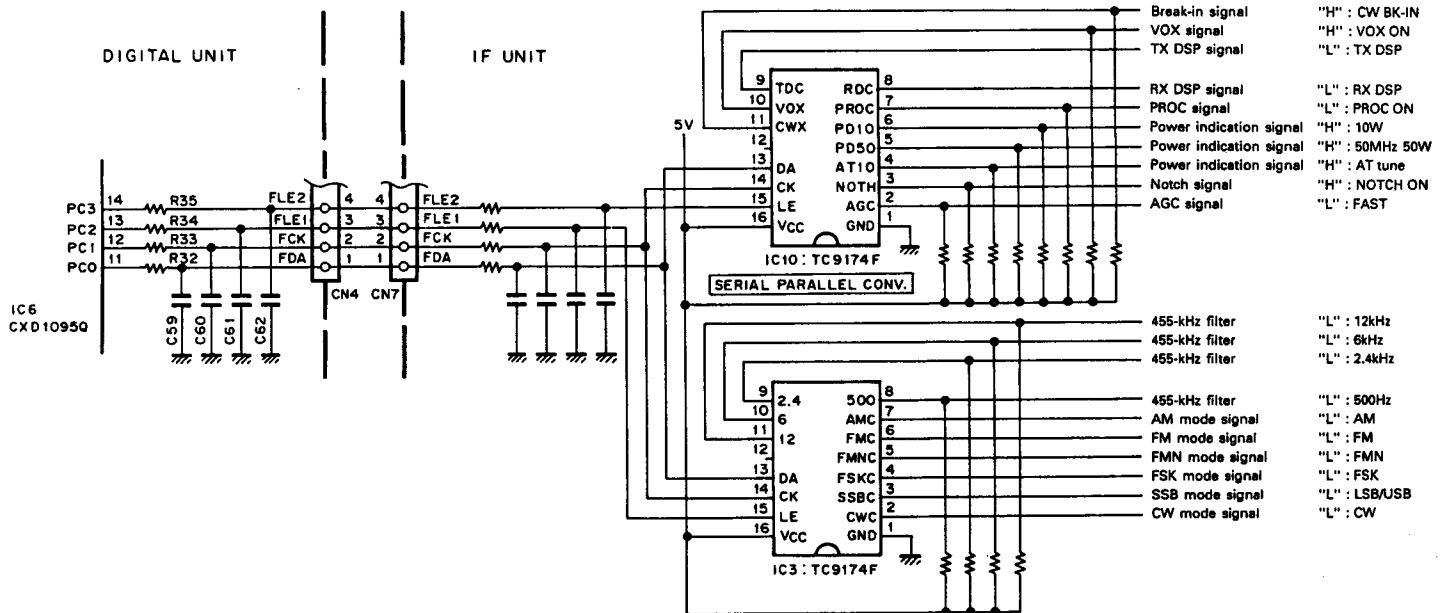 DIGITAL UNIT
IF UNIT
IC6
CXD1095Q
PC3 14 R35 FLE2 4 4 FLE2
PC2 13 R34 FLE1 3 3 FLE1
PC1 12 R33 FCK 2 2 FCK
PC0 11 R32 FDA 1 1 FDA
CN4 CN7
C59 C60 C61 C62
5V
9 TDC RDC 8
10 VOX PROC 7
11 CWX PD10 6
12 PD50 5
13 DA AT10 4
14 CK NOTH 3
15 LE AGC 2
16 VCC GND 1
IC10 : TC9174F
SERIAL PARALLEL CONV.
Break-in signal "H" : CW BK-IN
VOX signal "H" : VOX ON
TX DSP signal "L" : TX DSP
RX DSP signal "L" : RX DSP
PROC signal "L" : PROC ON
Power indication signal "H" : 10W
Power indication signal "H" : 50MHz 50W
Power indication signal "H" : AT tune
Notch signal "H" : NOTCH ON
AGC signal "L" : FAST
9 2.4 500 8
10 6 AMC 7
11 12 FMC 6
12 FMNC 5
13 DA FSKC 4
14 CK SSBC 3
15 LE CWC 2
16 VCC GND 1
IC3 : TC9174F
455-kHz filter "L" : 12kHz
455-kHz filter "L" : 6kHz
455-kHz filter "L" : 2.4kHz
455-kHz filter "L" : 500Hz
AM mode signal "L" : AM
FM mode signal "L" : FM
FMN mode signal "L" : FMN
FSK mode signal "L" : FSK
SSB mode signal "L" : LSB/USB
CW mode signal "L" : CW